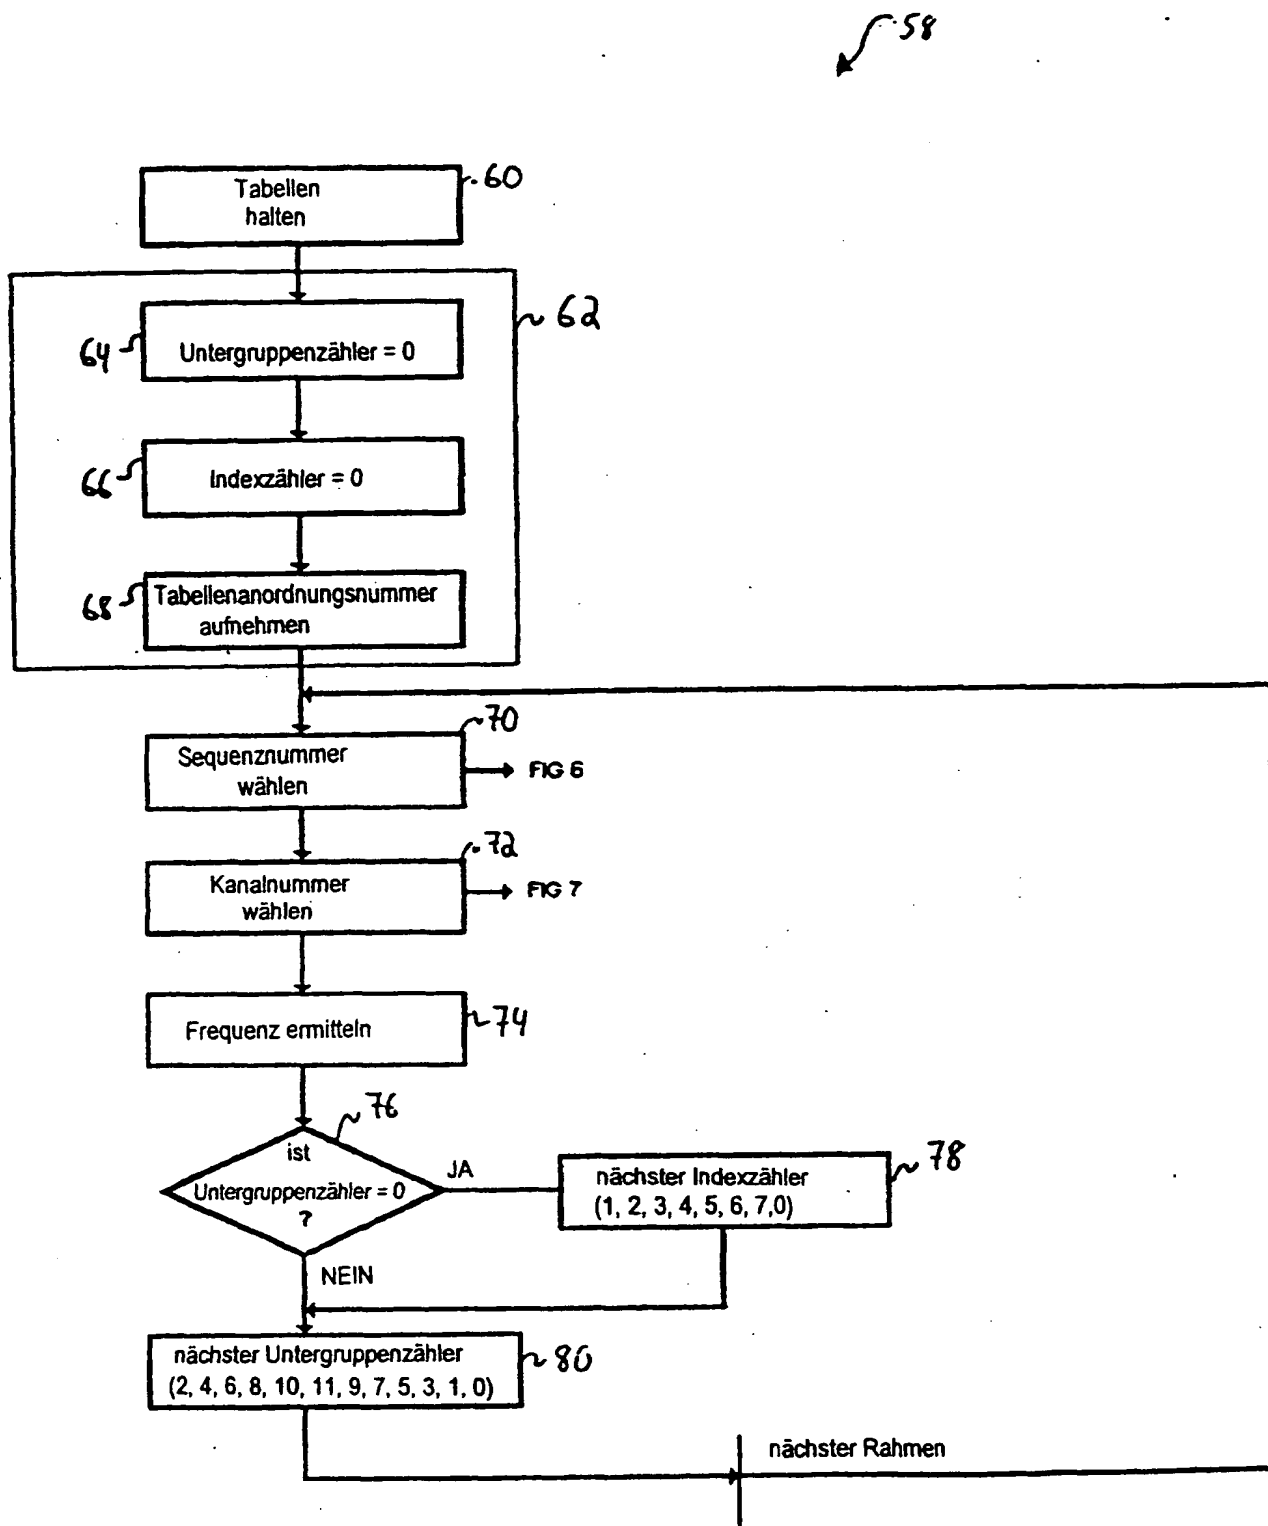 58
Tabellen
halten
60
62
64
Untergruppenzähler = 0
66
Indexzähler = 0
68
Tabellenanordnungsnummer
aufnehmen
70
Sequenznummer
wählen
FIG 6
72
Kanalnummer
wählen
FIG 7
Frequenz ermitteln
74
76
ist
Untergruppenzähler = 0
?
JA
nächster Indexzähler
(1, 2, 3, 4, 5, 6, 7,0)
78
NEIN
nächster Untergruppenzähler
(2, 4, 6, 8, 10, 11, 9, 7, 5, 3, 1, 0)
80
nächster Rahmen